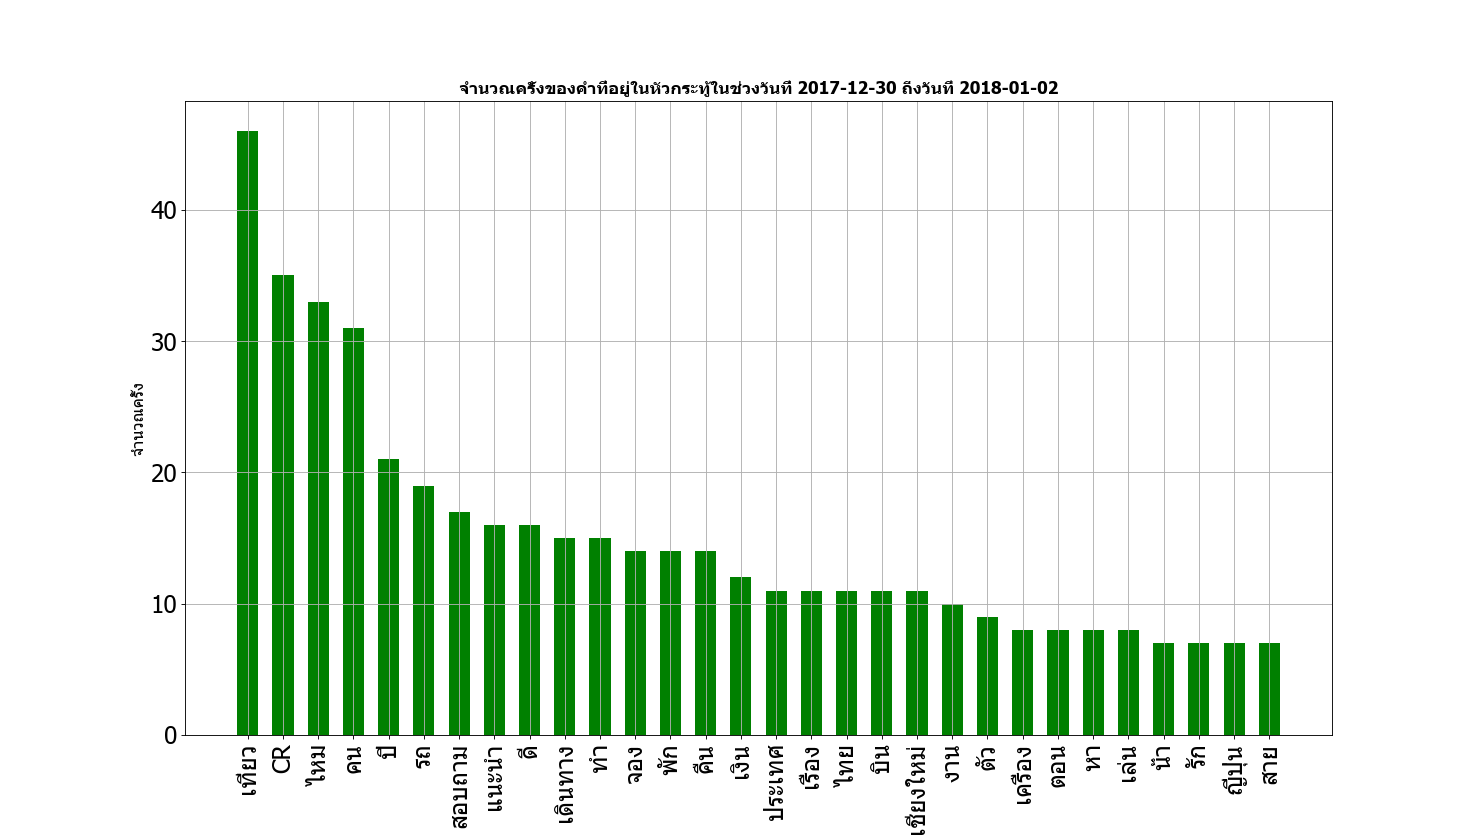 จำนวณครั้งของคำที่อยู่ในหัวกระทู้ในช่วงวันที่ 2017-12-30 ถึงวันที่ 2018-01-02
จำนวณครั้ง
40
30
20
10
0
เที่ยว
CR
ไหม
คน
ปี
รถ
สอบถาม
แนะนำ
ดี
เดินทาง
ทำ
จอง
พัก
คืน
เงิน
ประเทศ
เรื่อง
ไทย
บิน
เชียงใหม่
งาน
ตั๋ว
เครื่อง
ตอน
หา
เล่น
นำ
รัก
ญี่ปุ่น
สาย